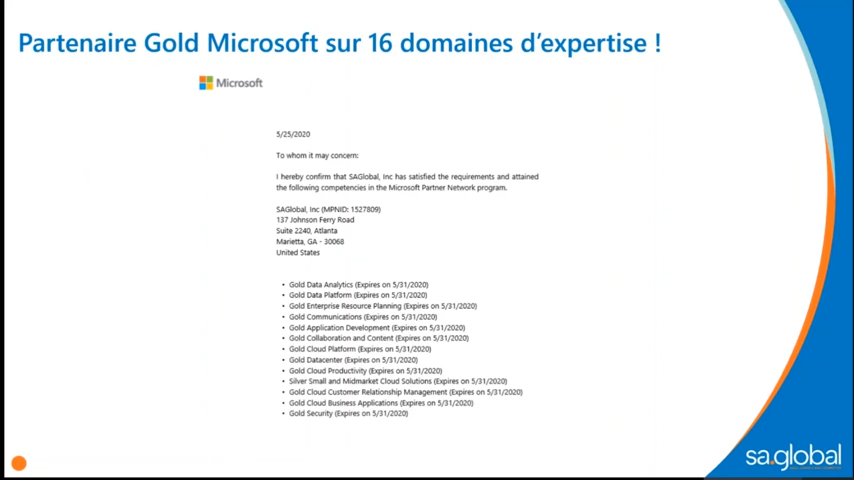 Partenaire Gold Microsoft sur 16 domaines d'expertise !
Microsoft
5/25/2020
To whom it may concern:
I hereby confirm that SAGlobal, Inc has satisfied the requirements and attained
the following competencies in the Microsoft Partner Network program.
SAGlobal, Inc (MPNID: 1527809)
137 Johnson Ferry Road
Suite 2240, Atlanta
Marietta, GA - 30068
United States
• Gold Data Analytics (Expires on 5/31/2020)
• Gold Data Platform (Expires on 5/31/2020)
• Gold Enterprise Resource Planning (Expires on 5/31/2020)
• Gold Communications (Expires on 5/31/2020)
• Gold Application Development (Expires on 5/31/2020)
• Gold Collaboration and Content (Expires on 5/31/2020)
• Gold Cloud Platform (Expires on 5/31/2020)
• Gold Datacenter (Expires on 5/31/2020)
• Gold Cloud Productivity (Expires on 5/31/2020)
• Silver Small and Midmarket Cloud Solutions (Expires on 5/31/2020)
• Gold Cloud Customer Relationship Management (Expires on 5/31/2020)
• Gold Cloud Business Applications (Expires on 5/31/2020)
• Gold Security (Expires on 5/31/2020)
sa.global